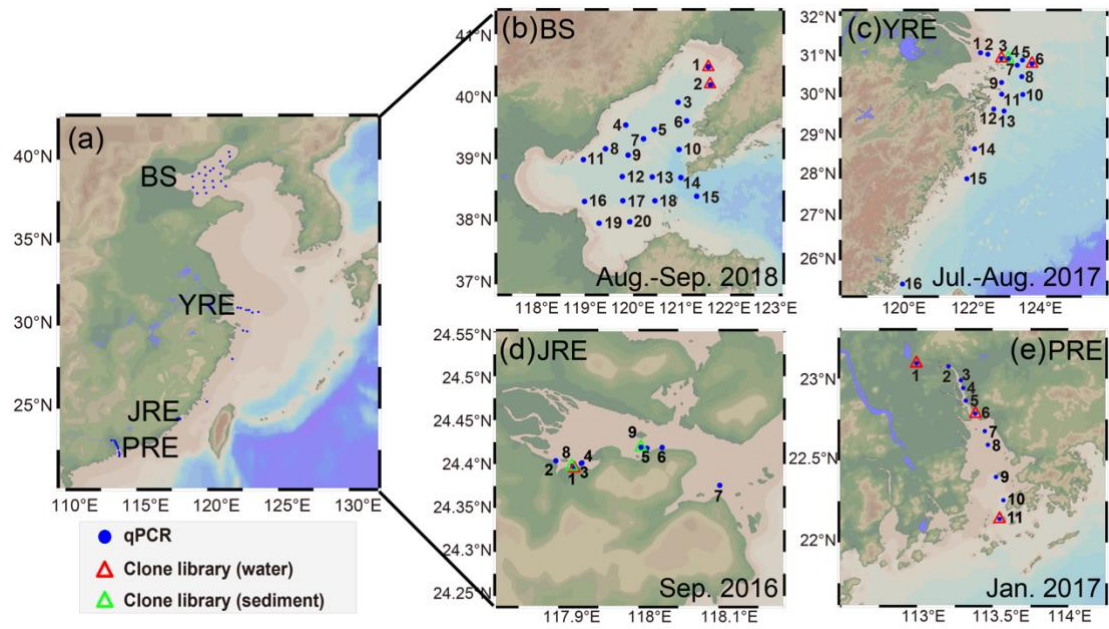 (a)
BS
YRE
JRE
PRE
40°N
35°N
30°N
25°N
110°E 115°E 120°E 125°E 130°E
qPCR
Clone library (water)
Clone library (sediment)
(b) BS
41°N
40°N
39°N
38°N
37°N
1
2
3
4 5 6
7
8 9 10
11
12 13 14
15
16 17 18
19 20
Aug.-Sep. 2018
118°E 119°E 120°E 121°E 122°E 123°E
(c) YRE
32°N
31°N
30°N
29°N
28°N
27°N
26°N
1 2 3 4 5 6
7
8
9
10
11
12 13
14
15
16
Jul.-Aug. 2017
120°E 122°E 124°E
(d) JRE
24.55°N
24.5°N
24.45°N
24.4°N
24.35°N
24.3°N
24.25°N
9
8 4
2 1 3
5 6
7
Sep. 2016
117.9°E 118°E 118.1°E
(e) PRE
23°N
22.5°N
22°N
1
2
3
4
5
6
7
8
9
10
11
Jan. 2017
113°E 113.5°E 114°E